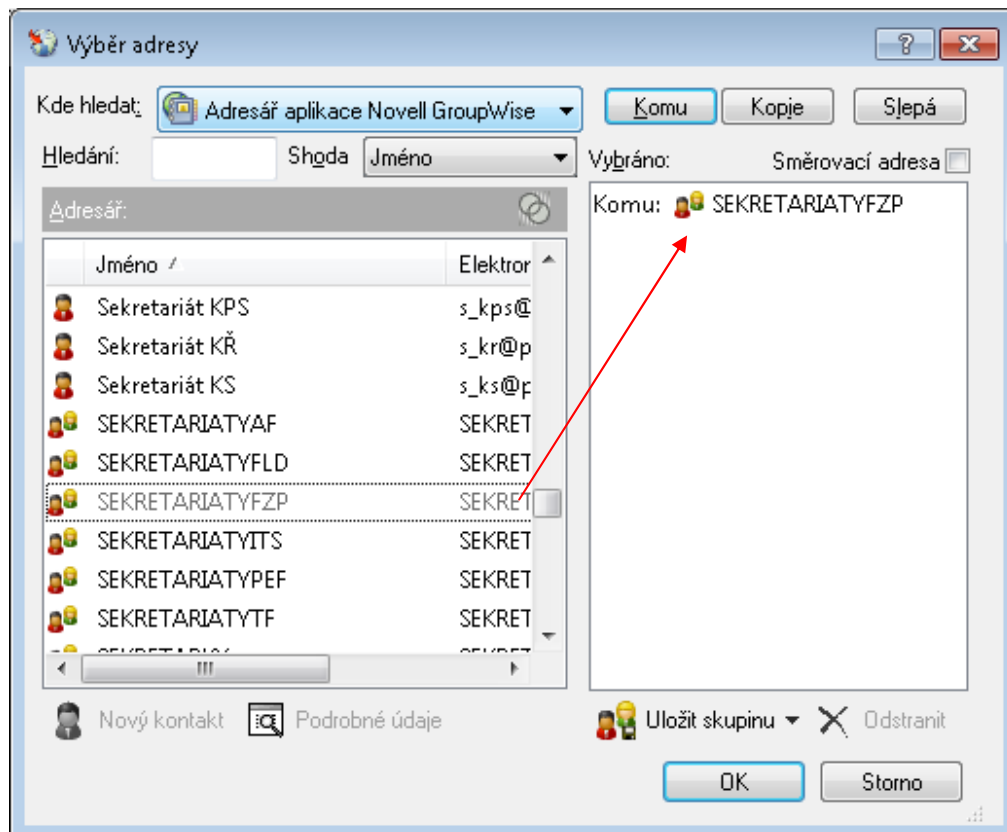 Výběr adresy
Kde hledat: Adresář aplikace Novell GroupWise Komu Kopie Slepá
Hledání: Shoda Jméno Vybráno: Směrovací adresa
Adresář: Komu: SEKRETARIATYFZP
Jméno Elektror
Sekretariát KPS s_kps@
Sekretariát KŘ s_kr@p
Sekretariát KS s_ks@p
SEKRETARIATYAF SEKRET
SEKRETARIATYFLD SEKRET
SEKRETARIATYFZP SEKRET
SEKRETARIATYITS SEKRET
SEKRETARIATYPEF SEKRET
SEKRETARIATYTF SEKRET
Nový kontakt Podrobné údaje Uložit skupinu Odstranit
OK Storno